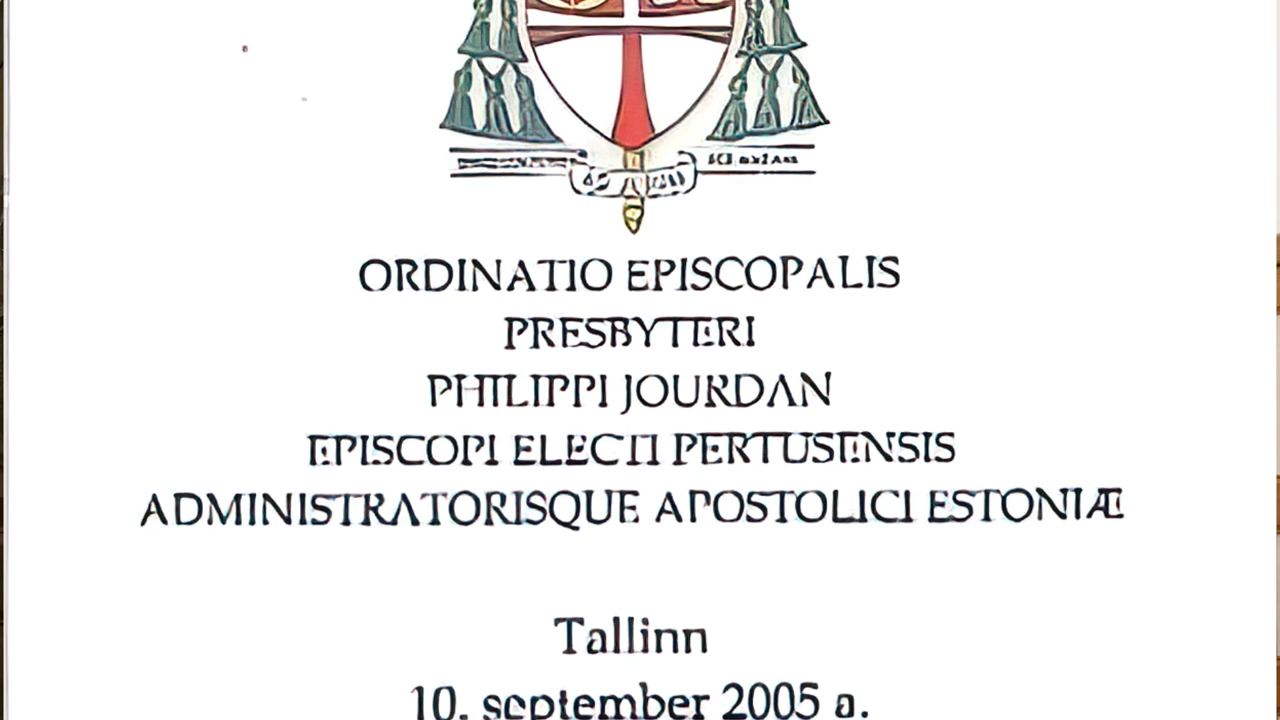 ORDINATIO EPISCOPALIS
PRESBYTERI
PHILIPPI JOURDAN
EPISCOPI ELECTI PERTUSENSIS
ADMINISTRATORISQUE APOSTOLICI ESTONIÆ
Tallinn
10. september 2005 a.